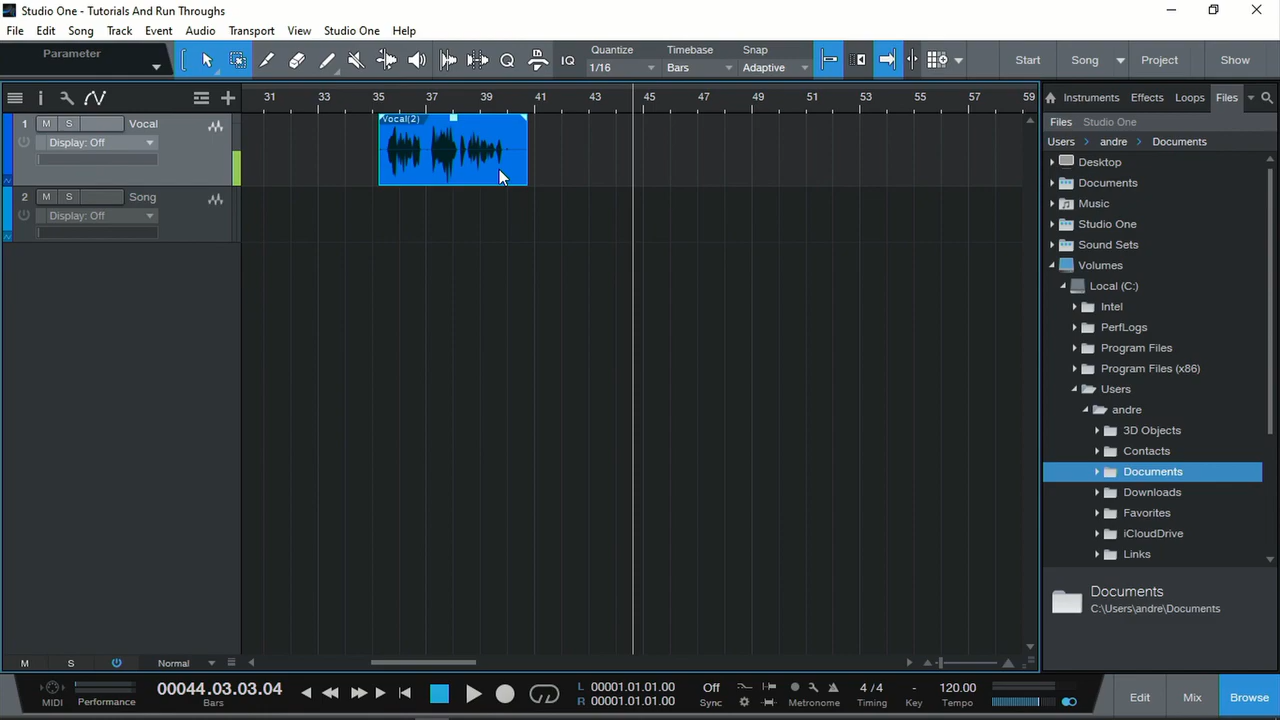 Studio One - Tutorials And Run Throughs
File Edit Song Track Event Audio Transport View Studio One Help
Parameter
IQ
Quantize
1/16
Timebase
Bars
Snap
Adaptive
Start Song Project Show
31 33 35 37 39 41 43 45 47 49 51 53 55 57 59
1 M S Vocal
Display: Off
2 M S Song
Display: Off
Vocal(2)
Instruments Effects Loops Files
Files Studio One
Users andre Documents
Desktop
Documents
Music
Studio One
Sound Sets
Volumes
Local (C:)
Intel
PerfLogs
Program Files
Program Files (x86)
Users
andre
3D Objects
Contacts
Documents
Downloads
Favorites
iCloudDrive
Links
Documents
C:\Users\andre\Documents
M S Normal
MIDI
Performance
00044.03.03.04
Bars
L 00001.01.01.00
R 00001.01.01.00
Off
Sync
Metronome
4 / 4
Timing
-
Key
120.00
Tempo
Edit Mix Browse